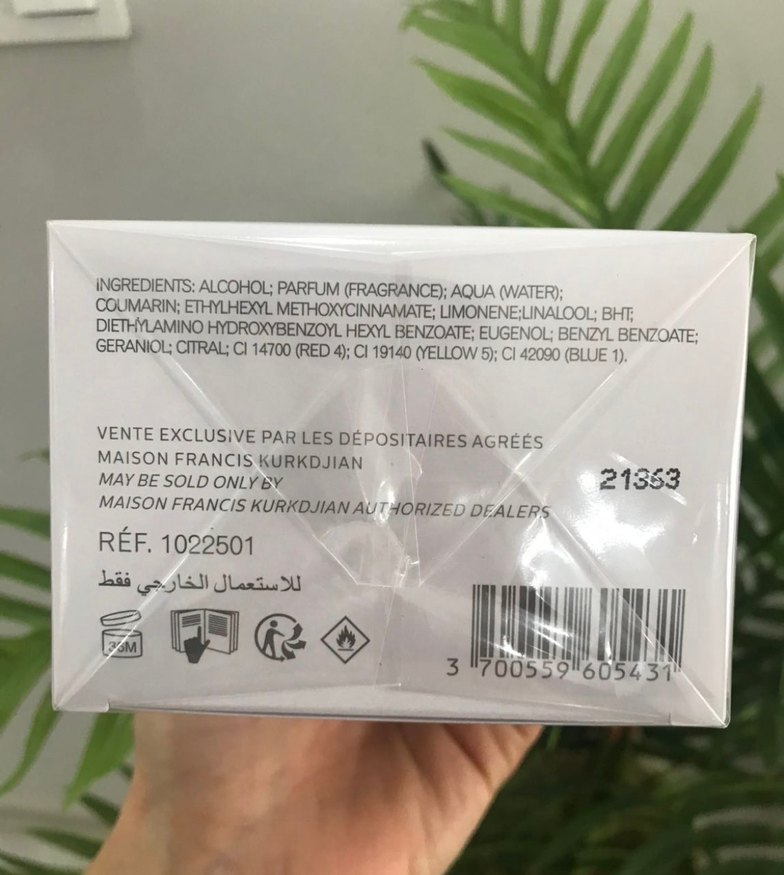 INGREDIENTS: ALCOHOL; PARFUM (FRAGRANCE); AQUA (WATER);
COUMARIN; ETHYLHEXYL METHOXYCINNAMATE; LIMONENE;LINALOOL; BHT;
DIETHYLAMINO HYDROXYBENZOYL HEXYL BENZOATE; EUGENOL; BENZYL BENZOATE;
GERANIOL; CITRAL; CI 14700 (RED 4); CI 19140 (YELLOW 5); CI 42090 (BLUE 1).
VENTE EXCLUSIVE PAR LES DÉPOSITAIRES AGRÉÉS
MAISON FRANCIS KURKDJIAN
MAY BE SOLD ONLY BY
MAISON FRANCIS KURKDJIAN AUTHORIZED DEALERS
21363
RÉF. 1022501
للاستعمال الخارجي فقط
36M
3 700559 605431